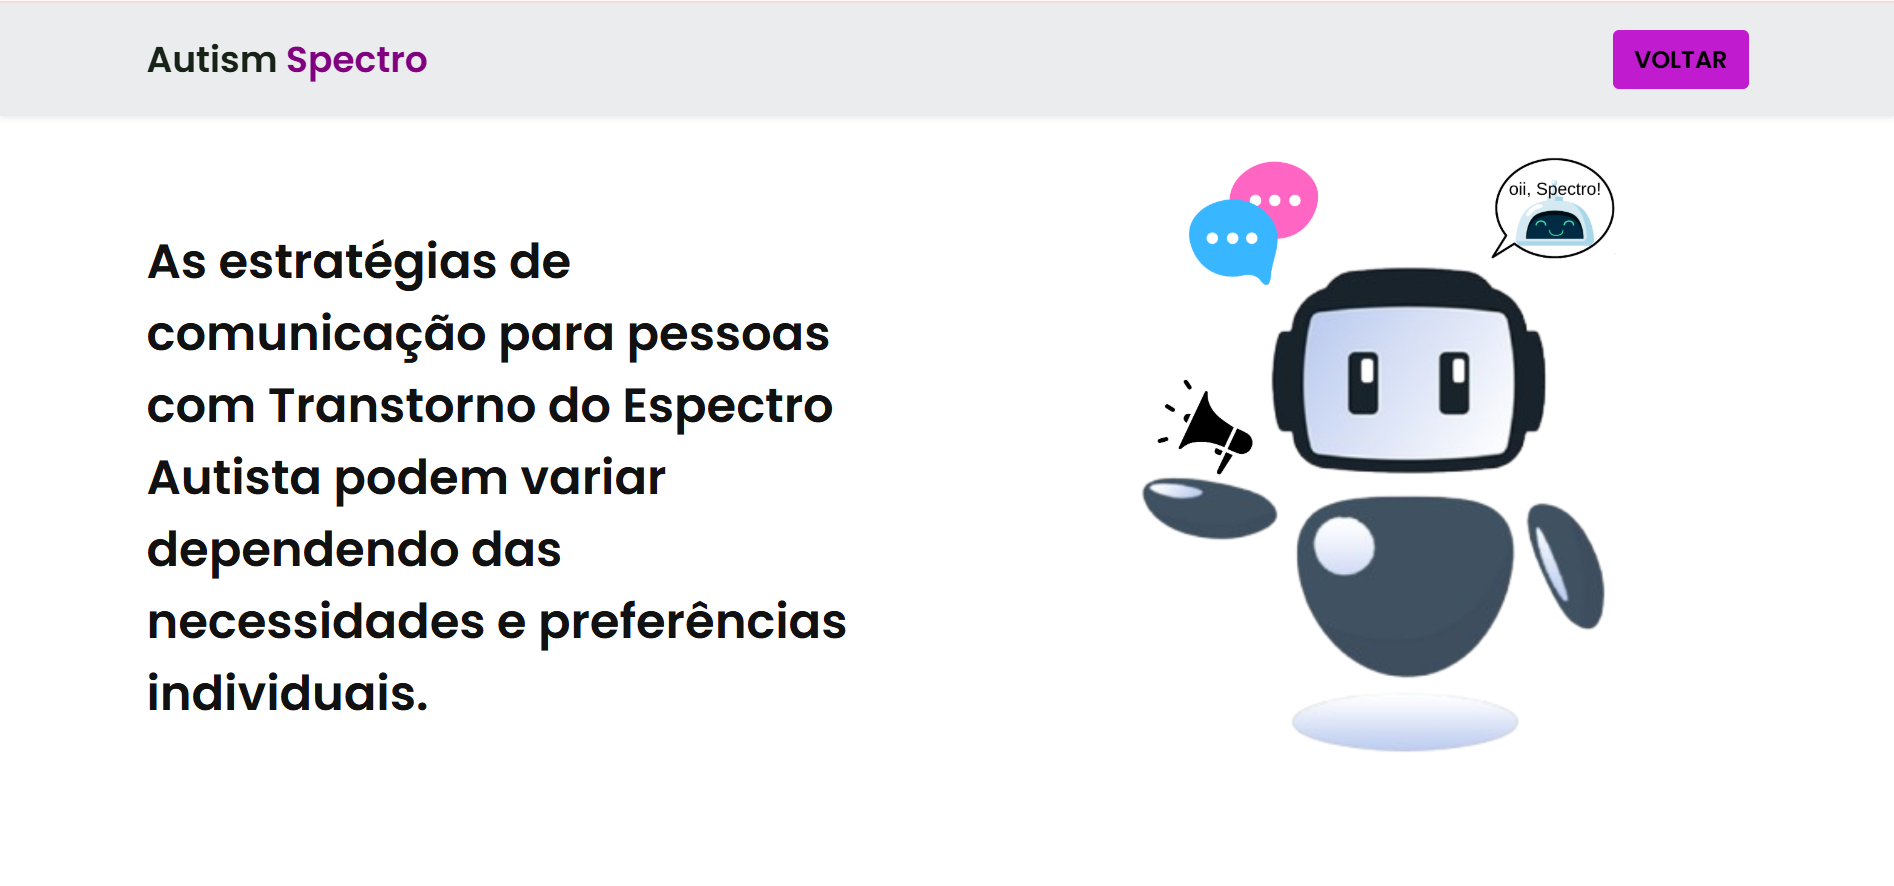 Autism Spectro
VOLTAR
oii, Spectro!
As estratégias de
comunicação para pessoas
com Transtorno do Espectro
Autista podem variar
dependendo das
necessidades e preferências
individuais.